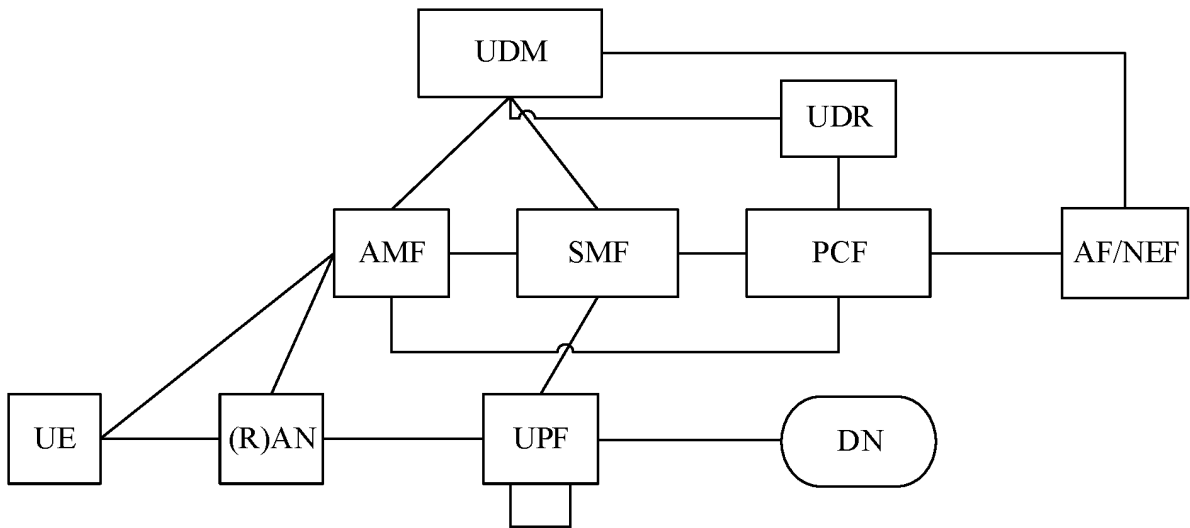 UDM
UDR
AMF
SMF
PCF
AF/NEF
UE
(R)AN
UPF
DN